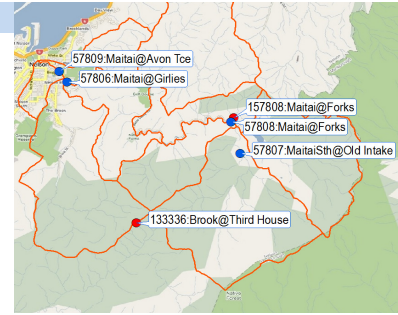 57809:Maitai@Avon Tce
Nelson
57806:Maitai@Girlies
157808:Maitai@Forks
57808:Maitai@Forks
57807:MaitaiSth@Old Intake
133336:Brook@Third House